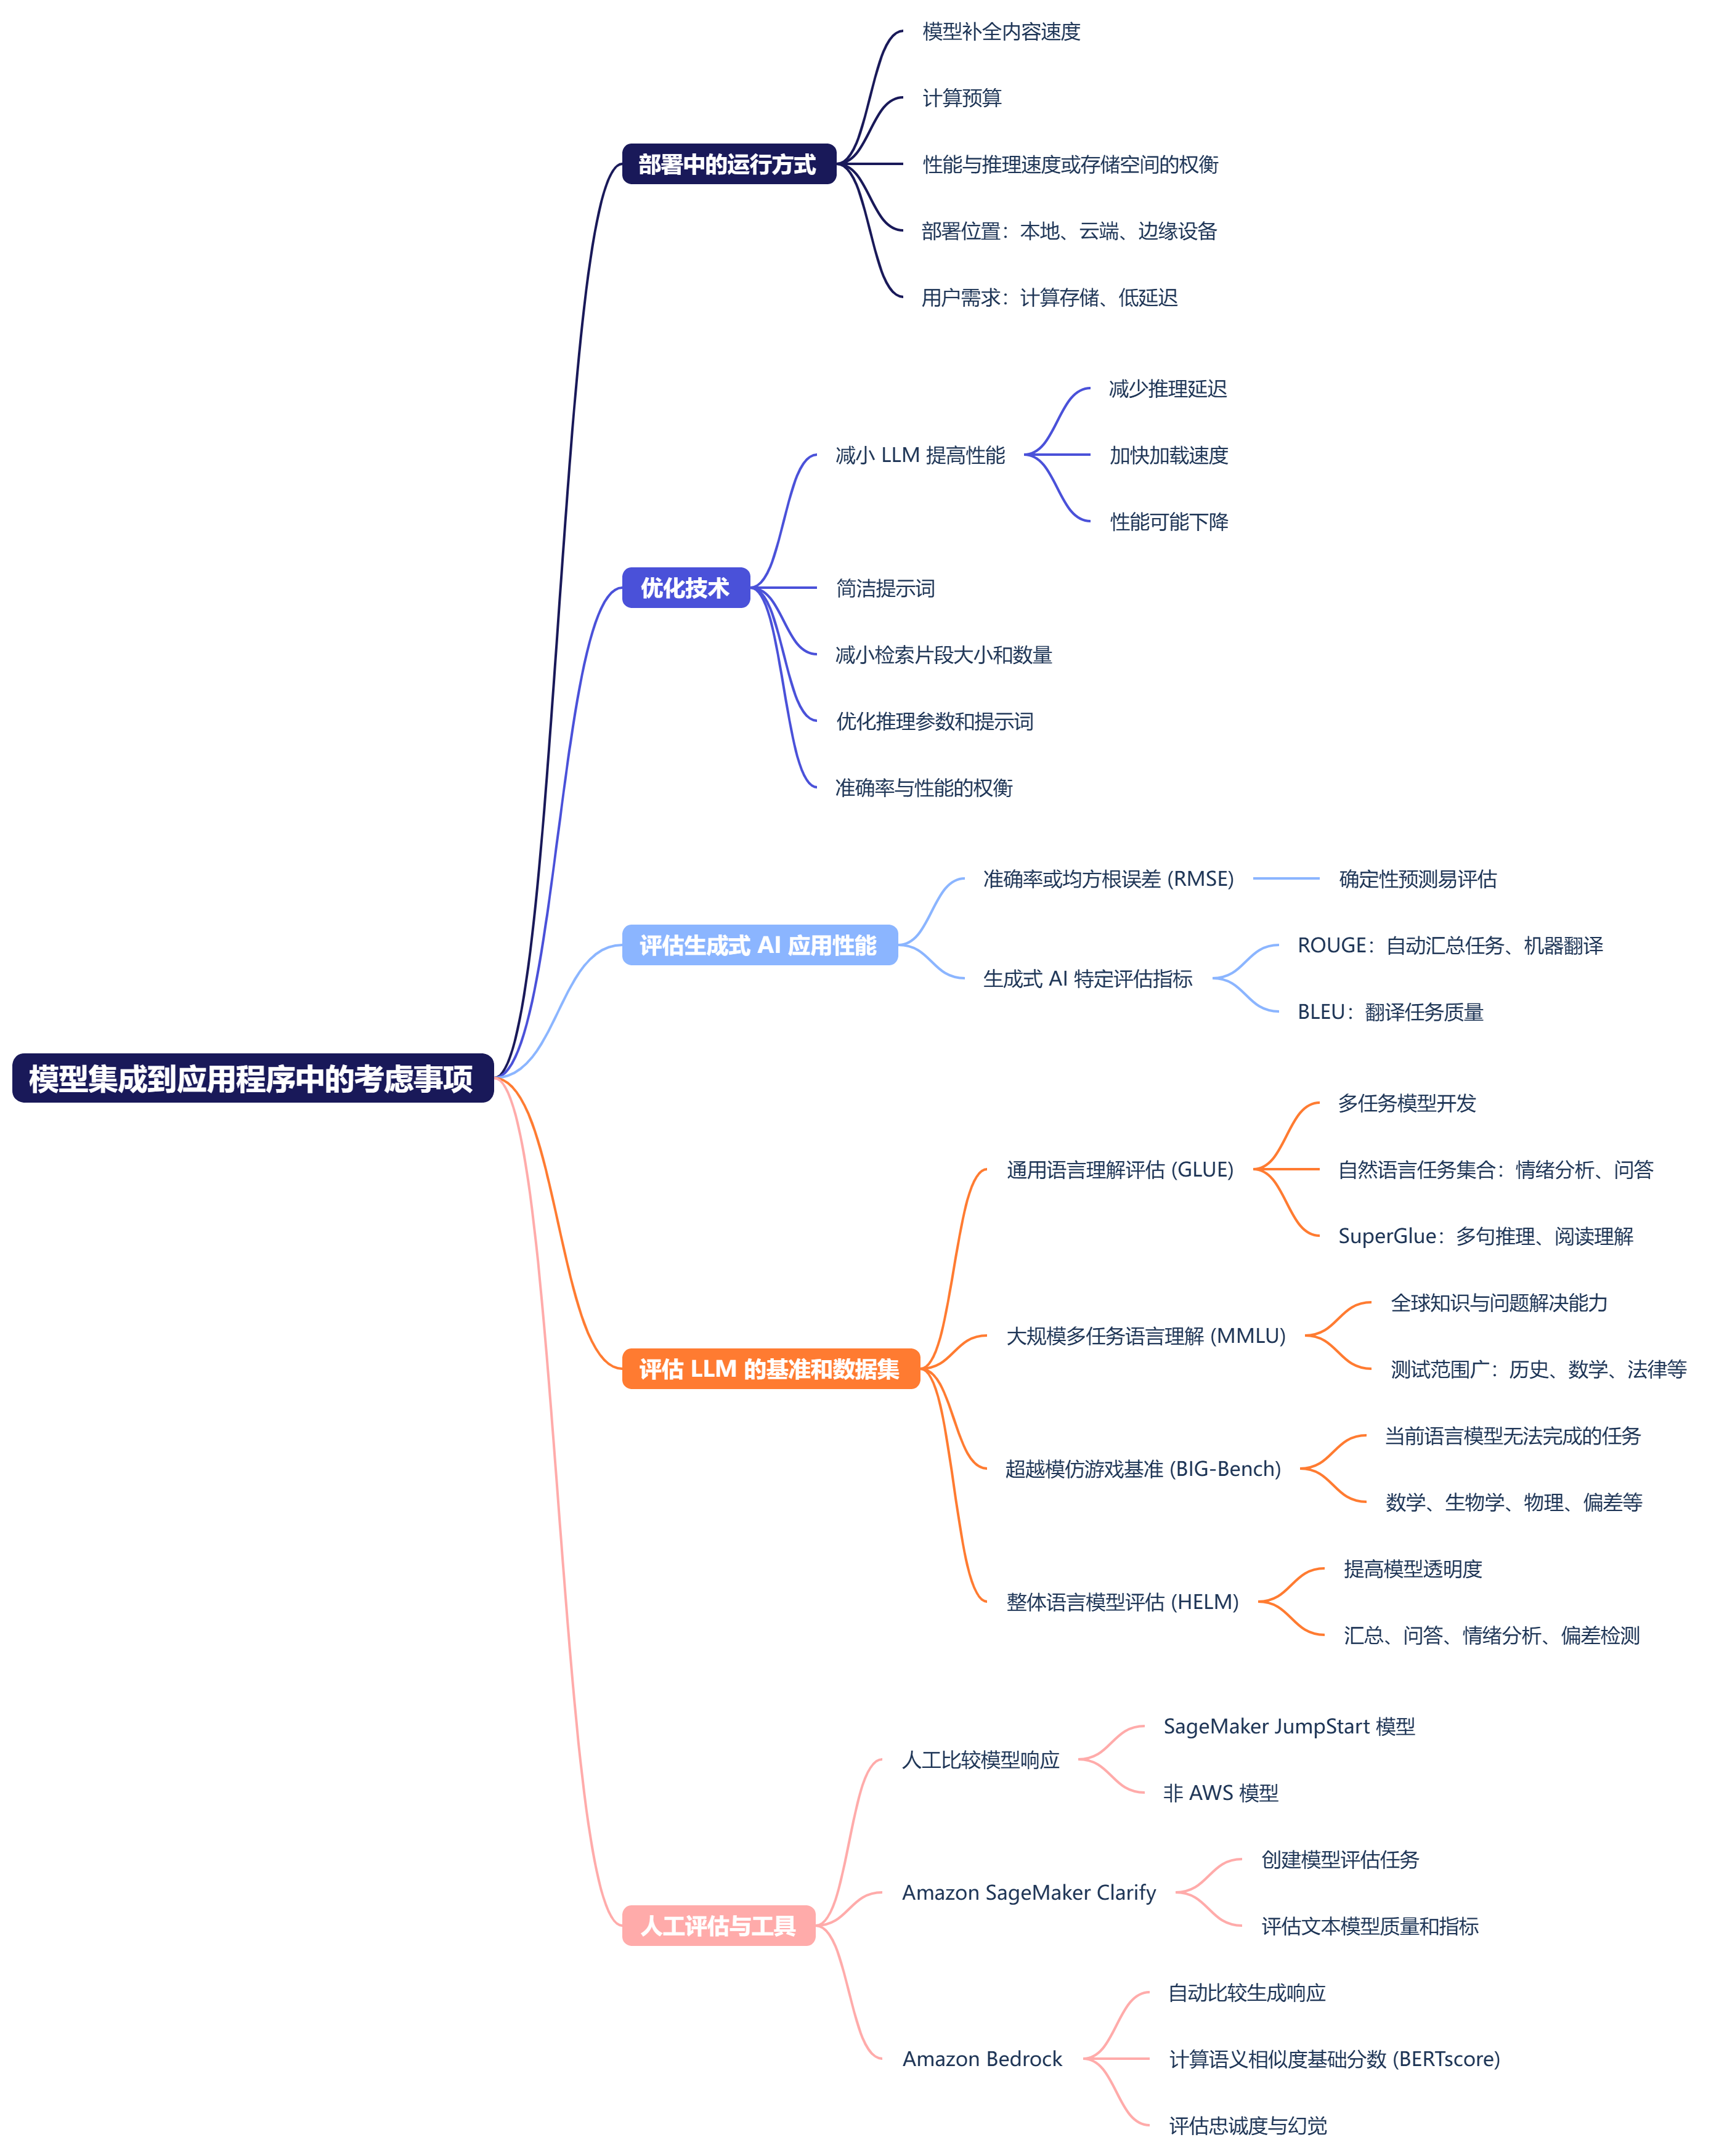 模型集成到应用程序中的考虑事项
部署中的运行方式
模型补全内容速度
计算预算
性能与推理速度或存储空间的权衡
部署位置：本地、云端、边缘设备
用户需求：计算存储、低延迟
优化技术
减小 LLM 提高性能
减少推理延迟
加快加载速度
性能可能下降
简洁提示词
减小检索片段大小和数量
优化推理参数和提示词
准确率与性能的权衡
评估生成式 AI 应用性能
准确率或均方根误差 (RMSE)
确定性预测易评估
生成式 AI 特定评估指标
ROUGE：自动汇总任务、机器翻译
BLEU：翻译任务质量
评估 LLM 的基准和数据集
通用语言理解评估 (GLUE)
多任务模型开发
自然语言任务集合：情绪分析、问答
SuperGlue：多句推理、阅读理解
大规模多任务语言理解 (MMLU)
全球知识与问题解决能力
测试范围广：历史、数学、法律等
超越模仿游戏基准 (BIG-Bench)
当前语言模型无法完成的任务
数学、生物学、物理、偏差等
整体语言模型评估 (HELM)
提高模型透明度
汇总、问答、情绪分析、偏差检测
人工评估与工具
人工比较模型响应
SageMaker JumpStart 模型
非 AWS 模型
Amazon SageMaker Clarify
创建模型评估任务
评估文本模型质量和指标
Amazon Bedrock
自动比较生成响应
计算语义相似度基础分数 (BERTscore)
评估忠诚度与幻觉